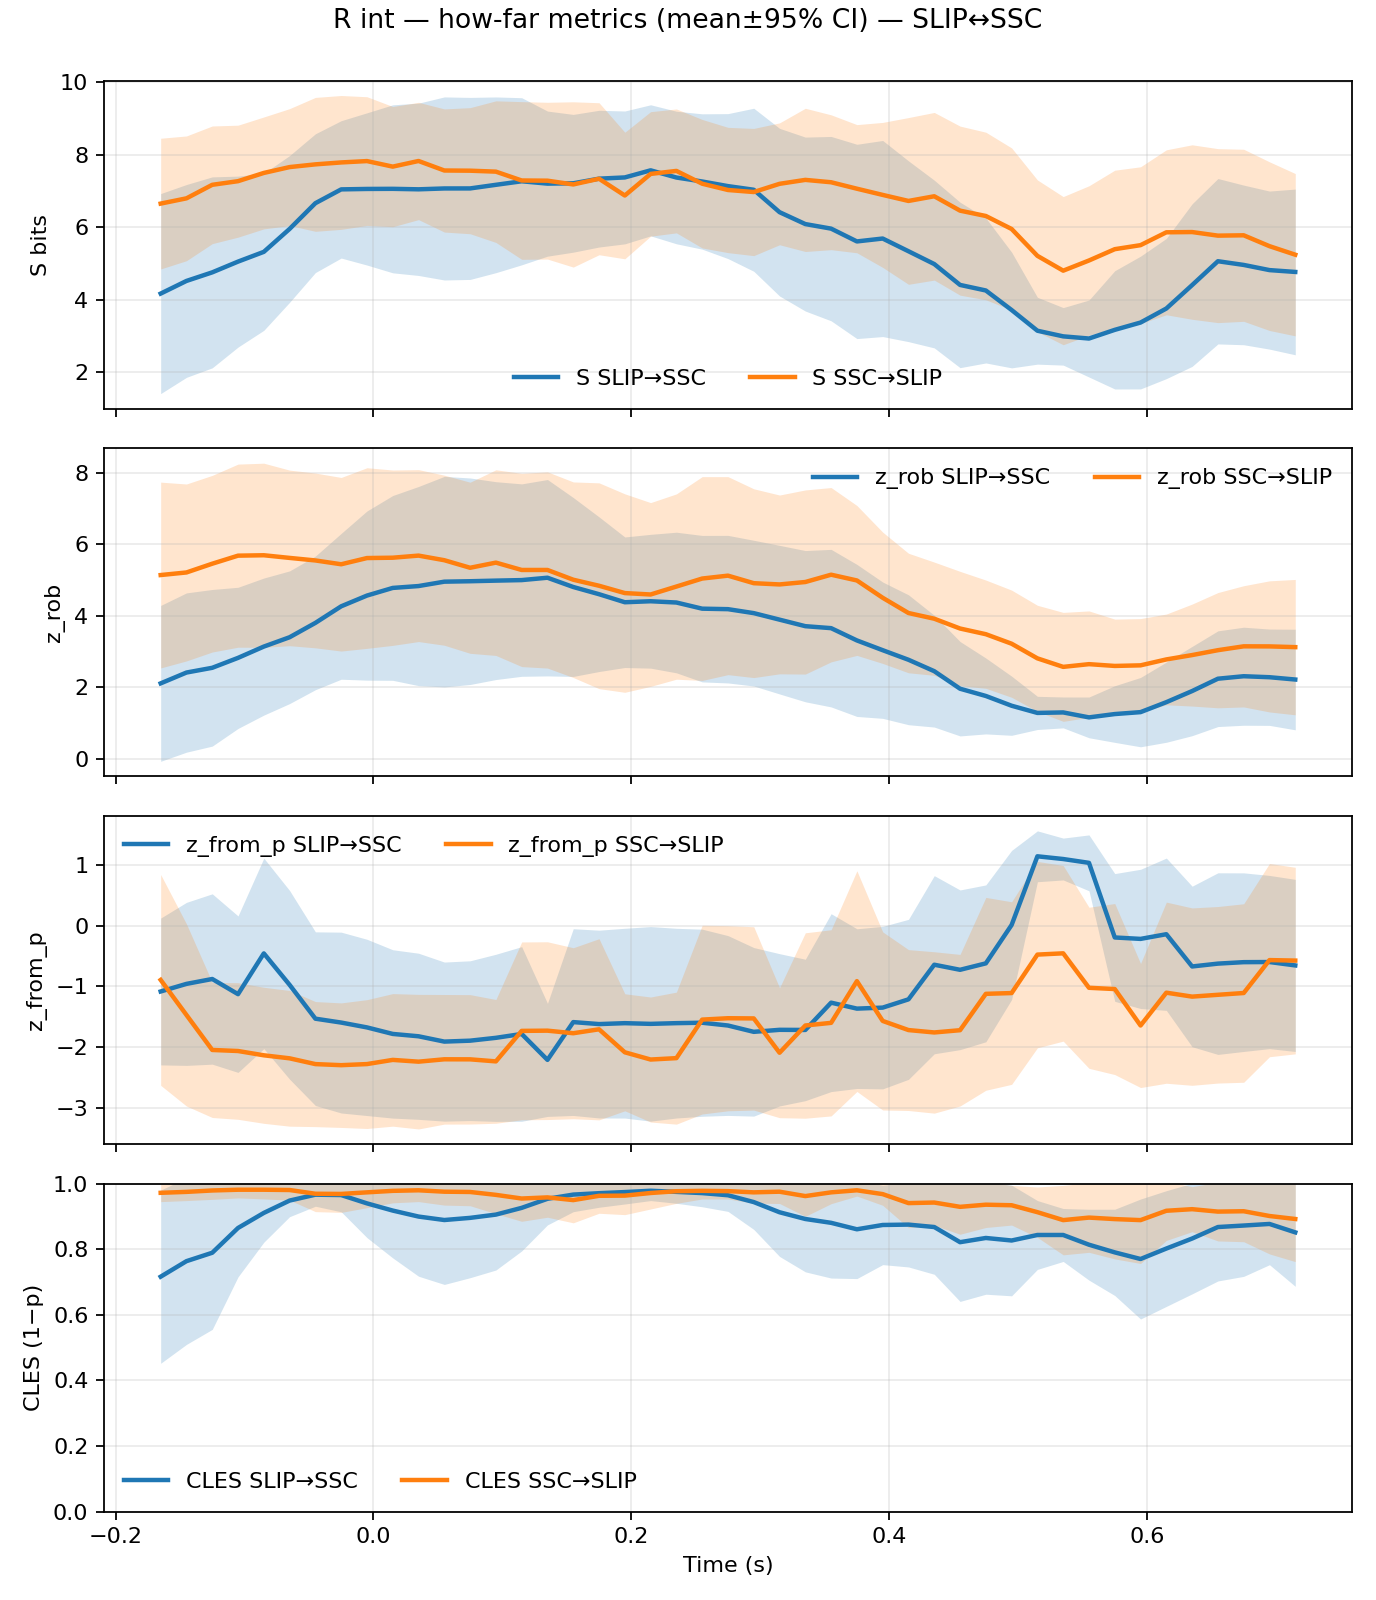 R int — how-far metrics (mean±95% CI) — SLIP↔SSC
10
8
6
4
2
S bits
S SLIP→SSC
S SSC→SLIP
8
6
4
2
0
z_rob
z_rob SLIP→SSC
z_rob SSC→SLIP
1
0
−1
−2
−3
z_from_p
z_from_p SLIP→SSC
z_from_p SSC→SLIP
1.0
0.8
0.6
0.4
0.2
0.0
CLES (1−p)
CLES SLIP→SSC
CLES SSC→SLIP
−0.2
0.0
0.2
0.4
0.6
Time (s)